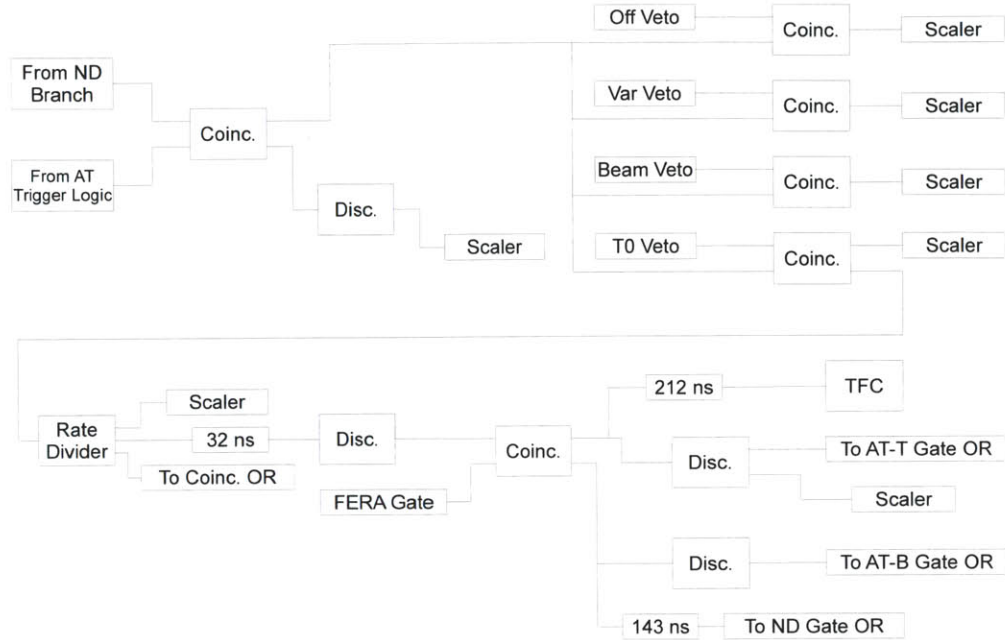 Off Veto
Coinc.
Scaler
From ND
Branch
Var Veto
Coinc.
Scaler
Coinc.
From AT
Trigger Logic
Beam Veto
Coinc.
Scaler
Disc.
Scaler
T0 Veto
Coinc.
Scaler
212 ns
TFC
Scaler
Rate
Divider
32 ns
Disc.
Coinc.
To Coinc. OR
FERA Gate
Disc.
To AT-T Gate OR
Scaler
Disc.
To AT-B Gate OR
143 ns
To ND Gate OR